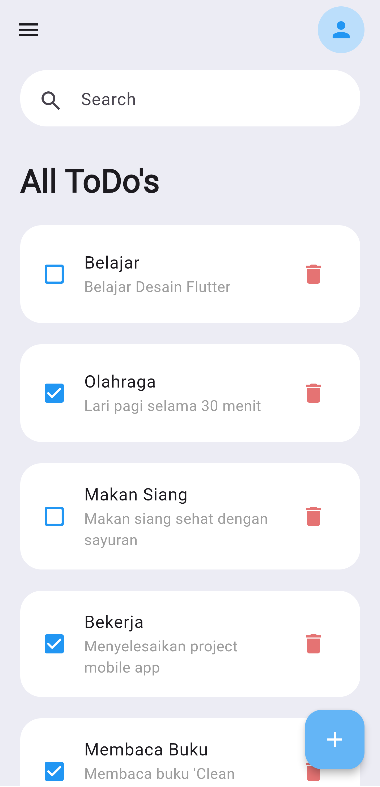 Search
All ToDo's
Belajar
Belajar Desain Flutter
Olahraga
Lari pagi selama 30 menit
Makan Siang
Makan siang sehat dengan
sayuran
Bekerja
Menyelesaikan project
mobile app
Membaca Buku
Membaca buku 'Clean